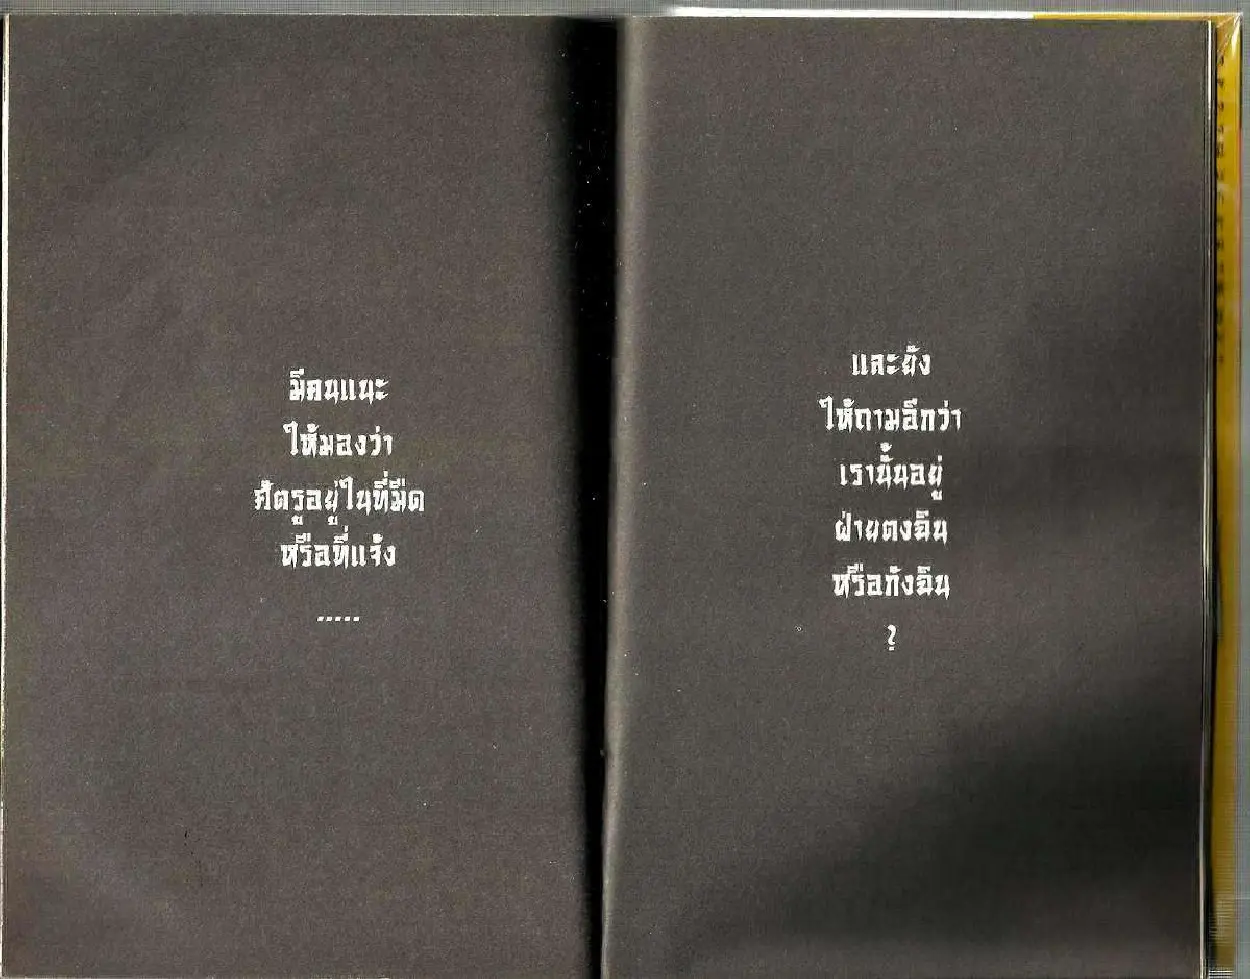 มีคนแนะ
ให้มองว่า
ศัตรูอยู่ในที่มืด
หรือที่แจ้ง
.....
และยัง
ให้ถามอีกว่า
เรานั้นอยู่
ฝ่ายตงฉิน
หรือกังฉิน
?